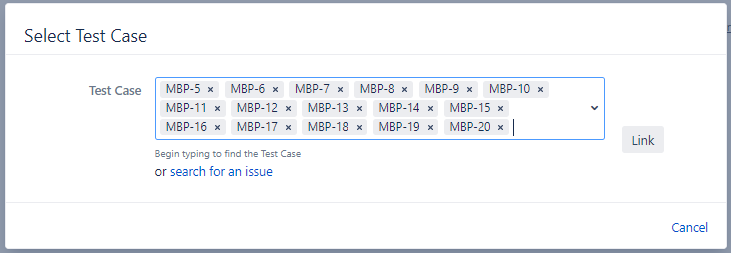 Select Test Case
Test Case
MBP-5 × MBP-6 × MBP-7 × MBP-8 × MBP-9 × MBP-10 ×
MBP-11 × MBP-12 × MBP-13 × MBP-14 × MBP-15 ×
MBP-16 × MBP-17 × MBP-18 × MBP-19 × MBP-20 ×
Link
Begin typing to find the Test Case
or search for an issue
Cancel